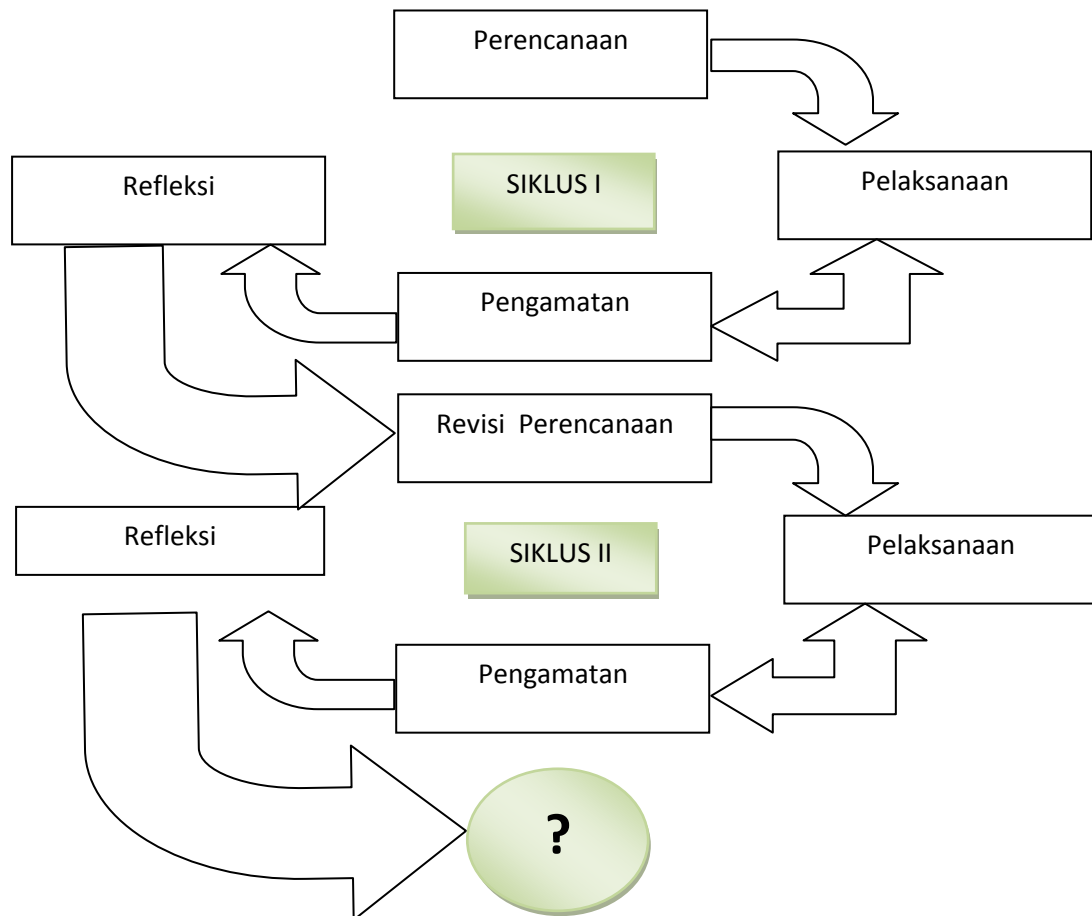 Perencanaan
Refleksi
SIKLUS I
Pelaksanaan
Pengamatan
Revisi Perencanaan
Refleksi
SIKLUS II
Pelaksanaan
Pengamatan
?